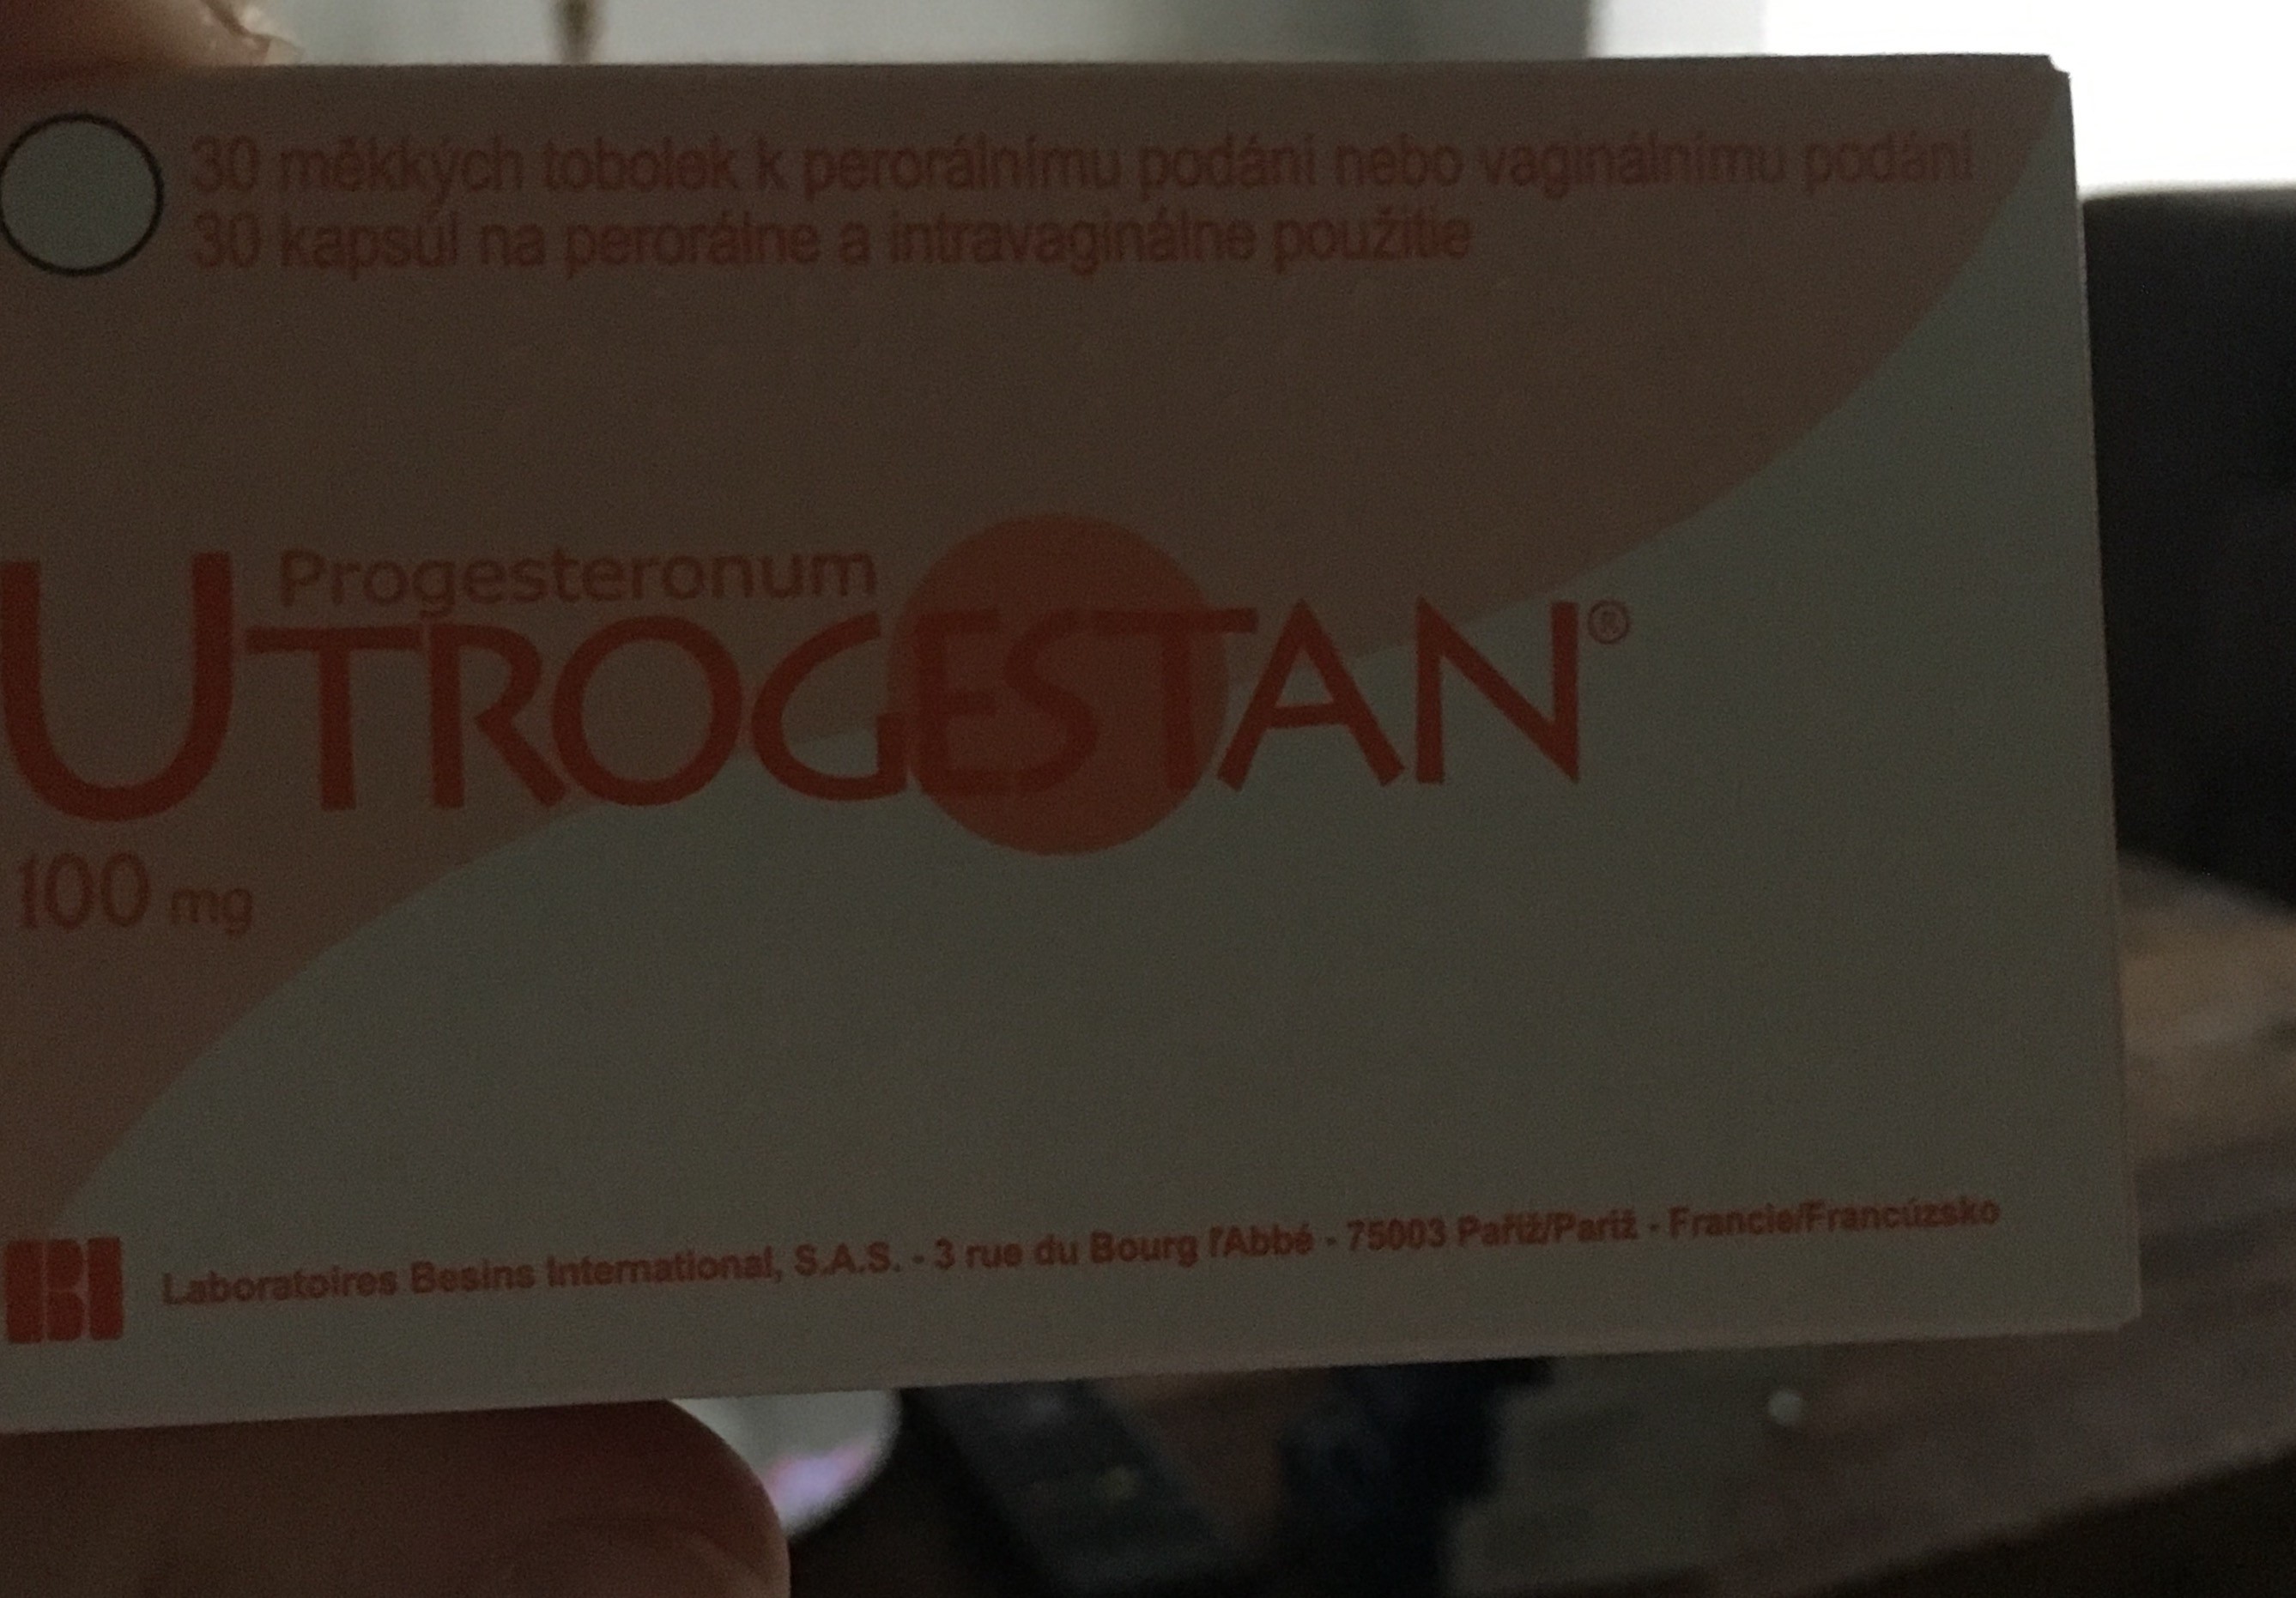 30 měkkých tobolek k perorálnímu podání nebo vaginálnímu podání
30 kapsúl na perorálne a intravaginálne použitie
Progesteronum
UTROGESTAN®
100 mg
BI
Laboratoires Besins International, S.A.S. - 3 rue du Bourg l'Abbé - 75003 Paříž/Paríž - Francie/Francúzsko